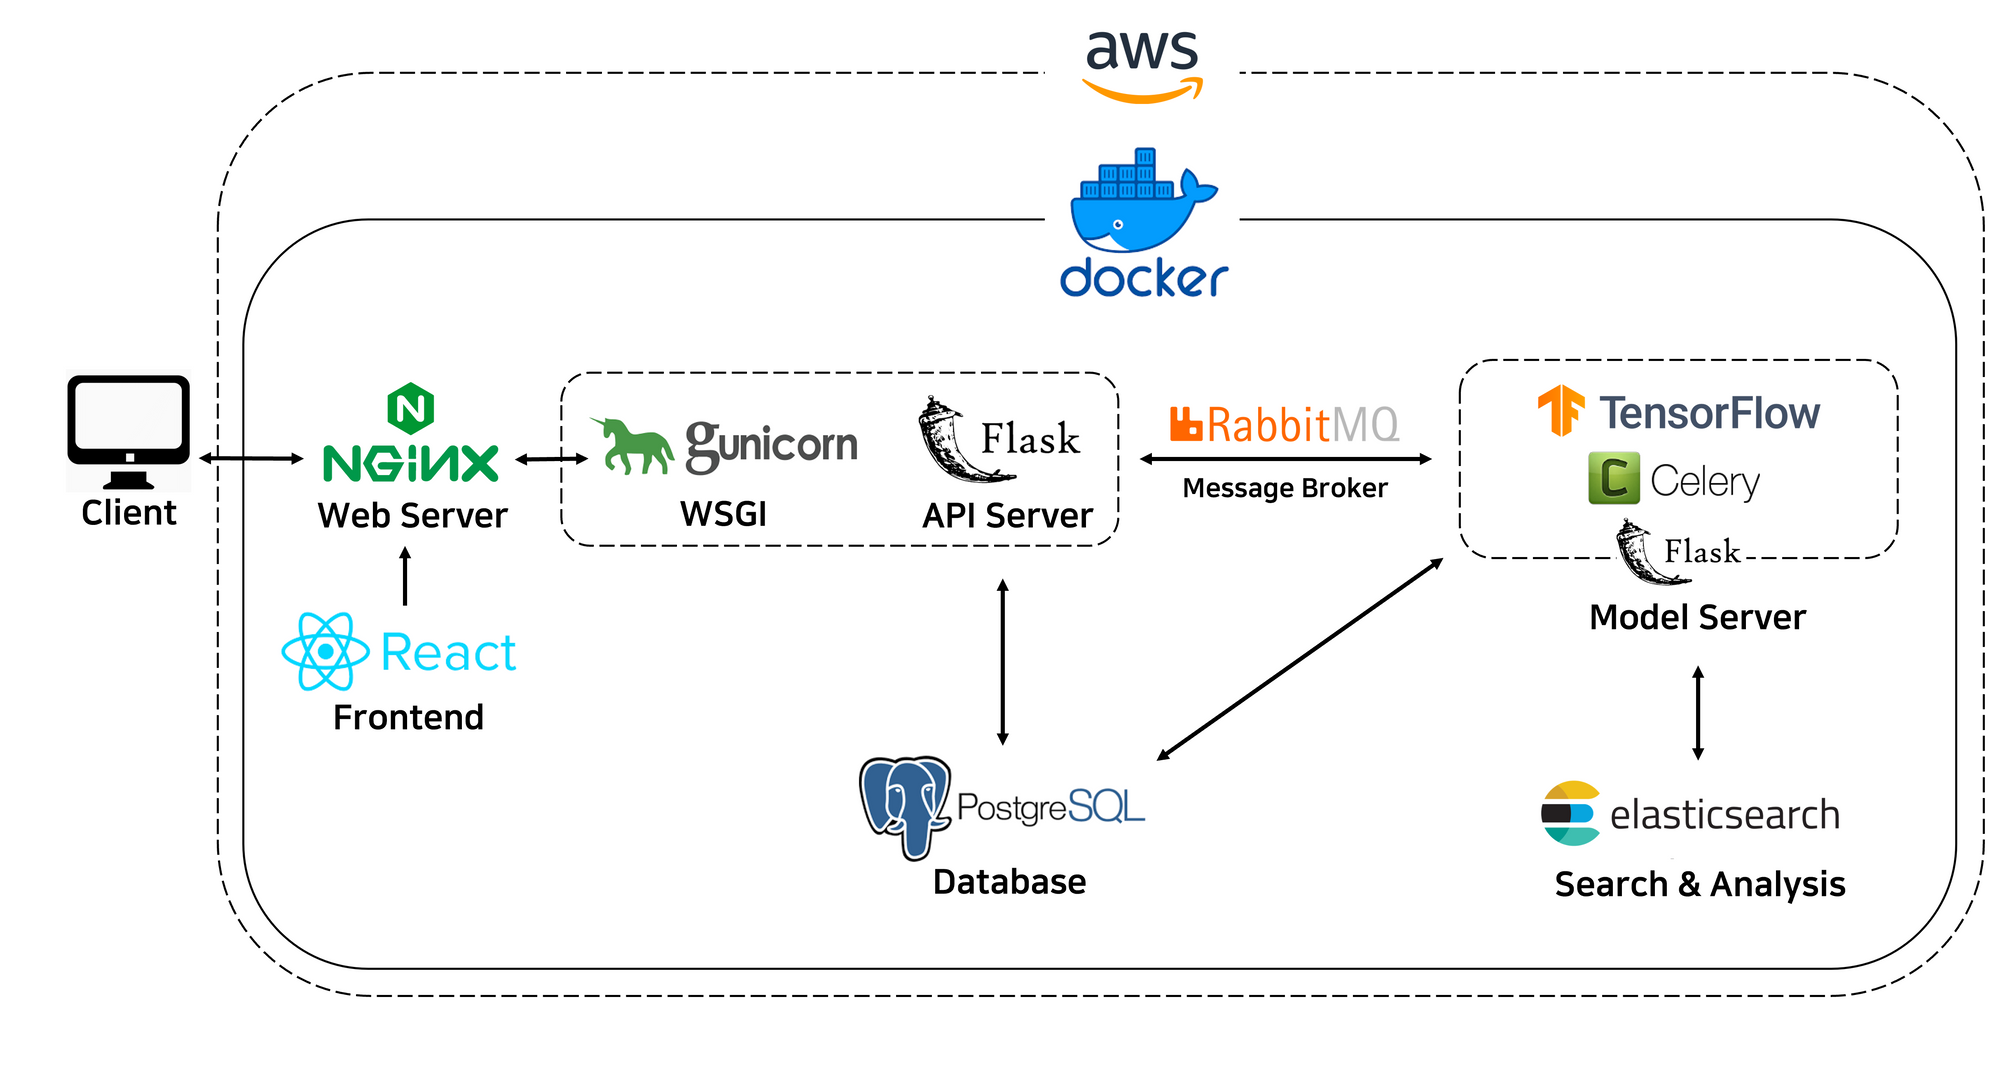 aws
docker
Client
N
NGiNX
Web Server
gunicorn
WSGI
Flask
API Server
RabbitMQ
Message Broker
TensorFlow
C Celery
Flask
Model Server
React
Frontend
PostgreSQL
Database
elasticsearch
Search & Analysis